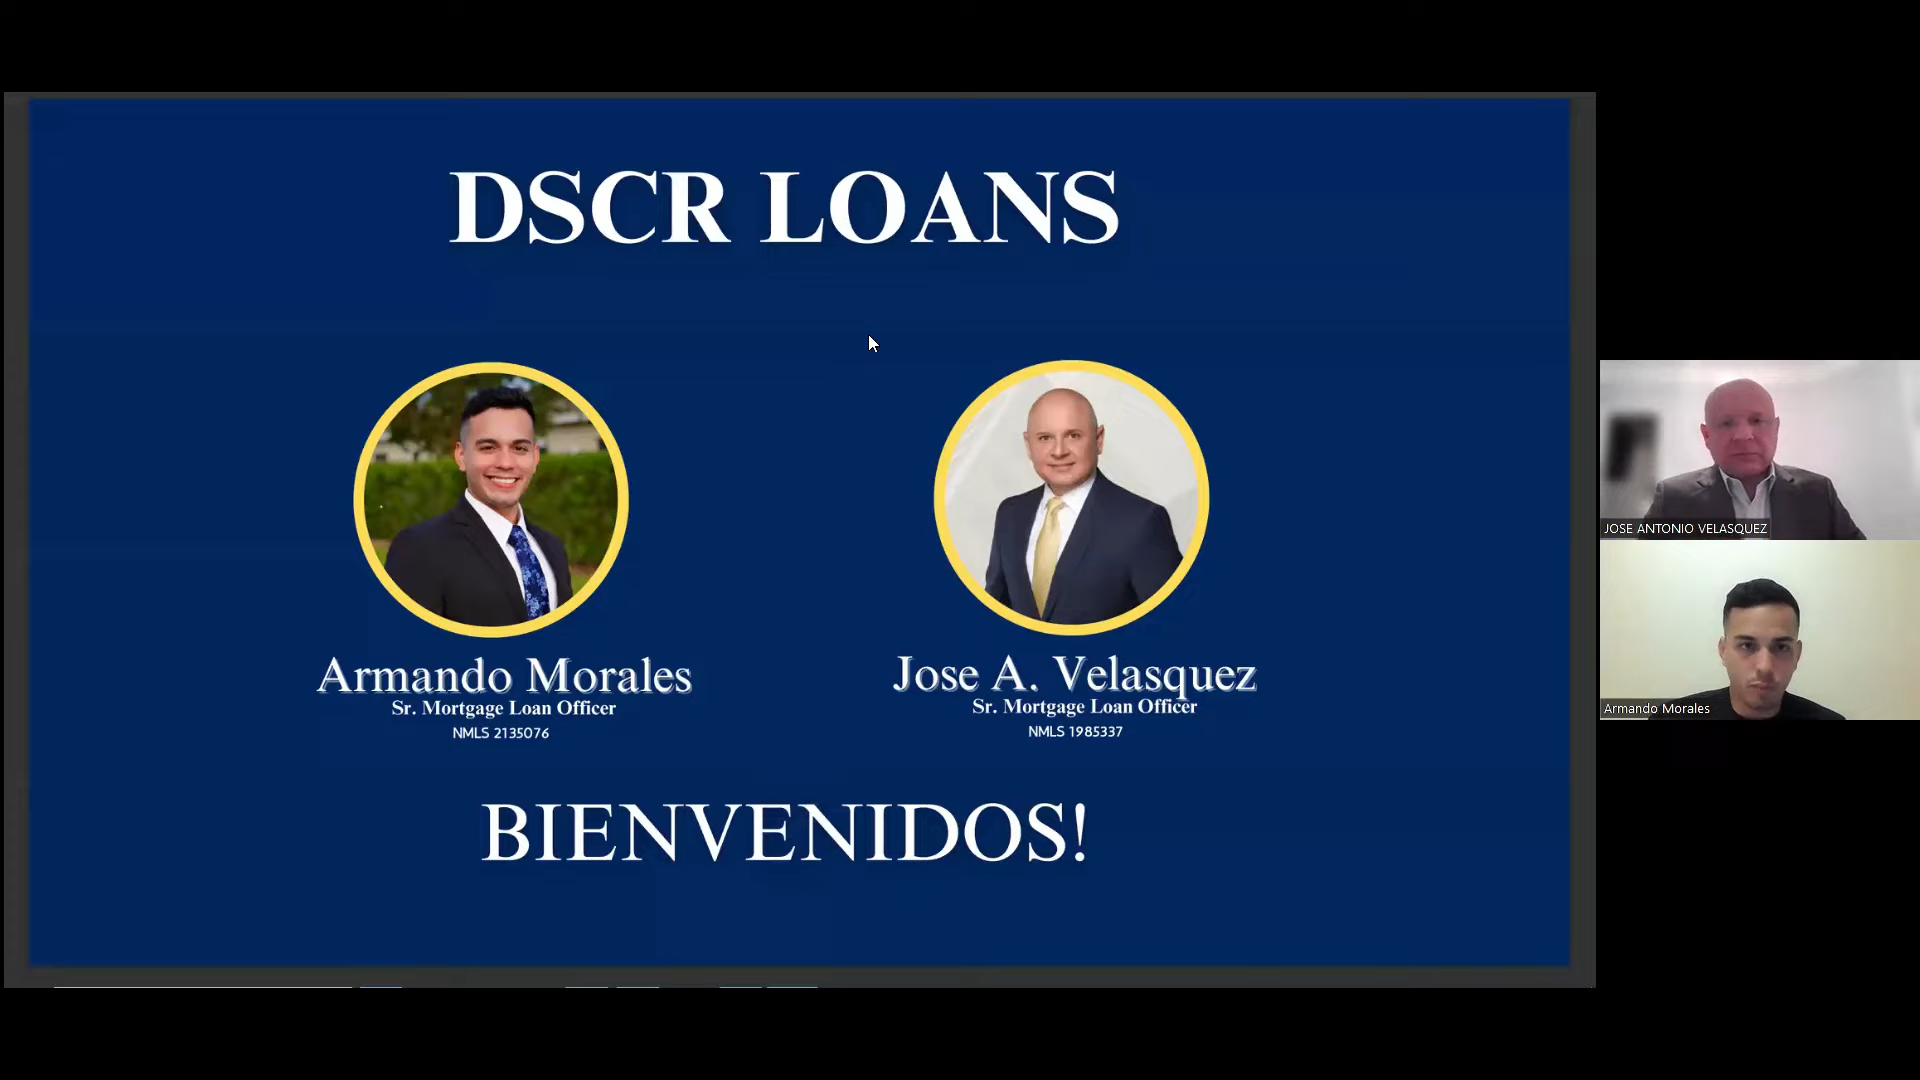 DSCR LOANS
Armando Morales
Sr. Mortgage Loan Officer
NMLS 2135076
Jose A. Velasquez
Sr. Mortgage Loan Officer
NMLS 1985337
BIENVENIDOS!
JOSE ANTONIO VELASQUEZ
Armando Morales